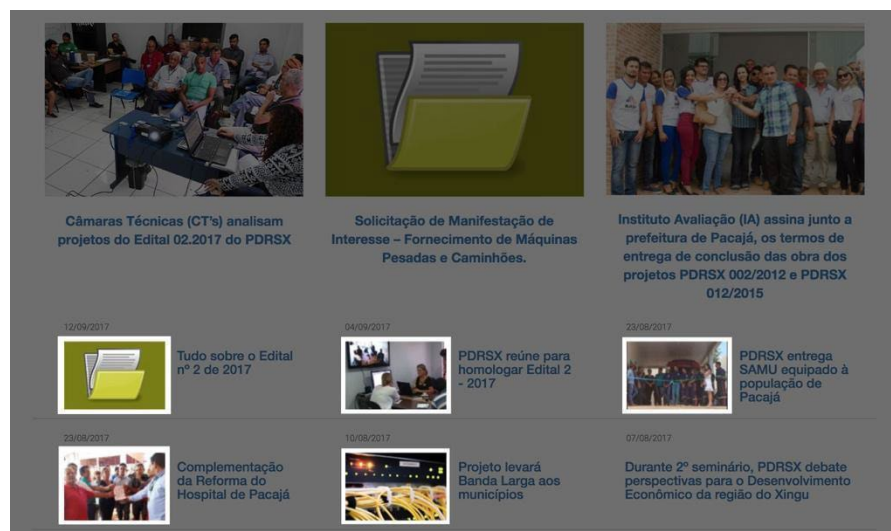 Câmaras Técnicas (CT's) analisam
projetos do Edital 02.2017 do PDRSX
Solicitação de Manifestação de
Interesse – Fornecimento de Máquinas
Pesadas e Caminhões.
Instituto Avaliação (IA) assina junto a
prefeitura de Pacajá, os termos de
entrega de conclusão das obra dos
projetos PDRSX 002/2012 e PDRSX
012/2015
12/09/2017
Tudo sobre o Edital
nº 2 de 2017
04/09/2017
PDRSX reúne para
homologar Edital 2
- 2017
23/08/2017
PDRSX entrega
SAMU equipado à
população de
Pacajá
23/08/2017
Complementação
da Reforma do
Hospital de Pacajá
10/08/2017
Projeto levará
Banda Larga aos
municípios
07/08/2017
Durante 2º seminário, PDRSX debate
perspectivas para o Desenvolvimento
Econômico da região do Xingu